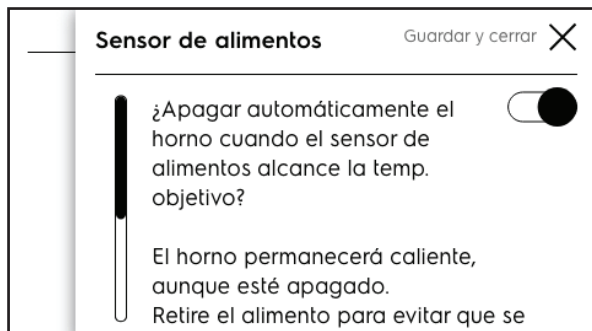 Sensor de alimentos
Guardar y cerrar
¿Apagar automáticamente el
horno cuando el sensor de
alimentos alcance la temp.
objetivo?
El horno permanecerá caliente,
aunque esté apagado.
Retire el alimento para evitar que se